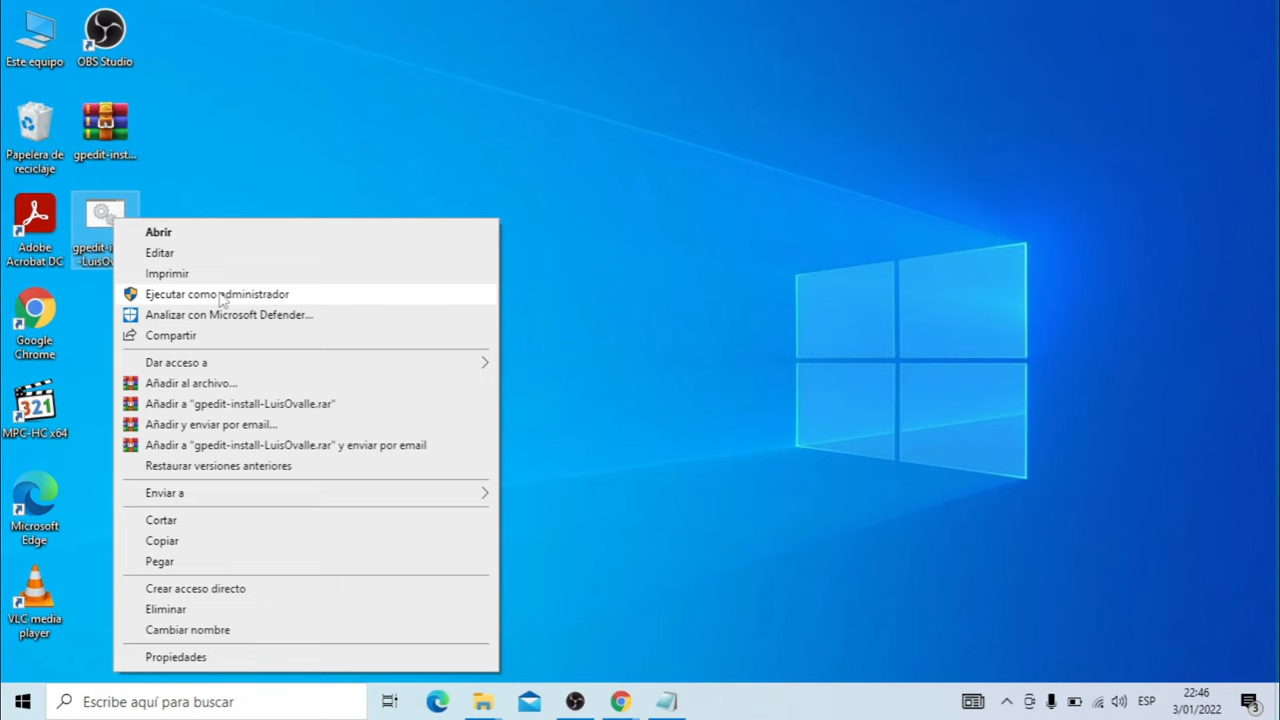 Este equipo
OBS Studio
Papelera de
reciclaje
gpedit-inst...
Adobe
Acrobat DC
Google
Chrome
321
MPC-HC x64
Microsoft
Edge
VLC media
player
Abrir
Editar
Imprimir
Ejecutar como administrador
Analizar con Microsoft Defender...
Compartir
Dar acceso a
Añadir al archivo...
Añadir a "gpedit-install-LuisOvalle.rar"
Añadir y enviar por email...
Añadir a "gpedit-install-LuisOvalle.rar" y enviar por email
Restaurar versiones anteriores
Enviar a
Cortar
Copiar
Pegar
Crear acceso directo
Eliminar
Cambiar nombre
Propiedades
Escribe aquí para buscar
ESP
22:46
3/01/2022
3